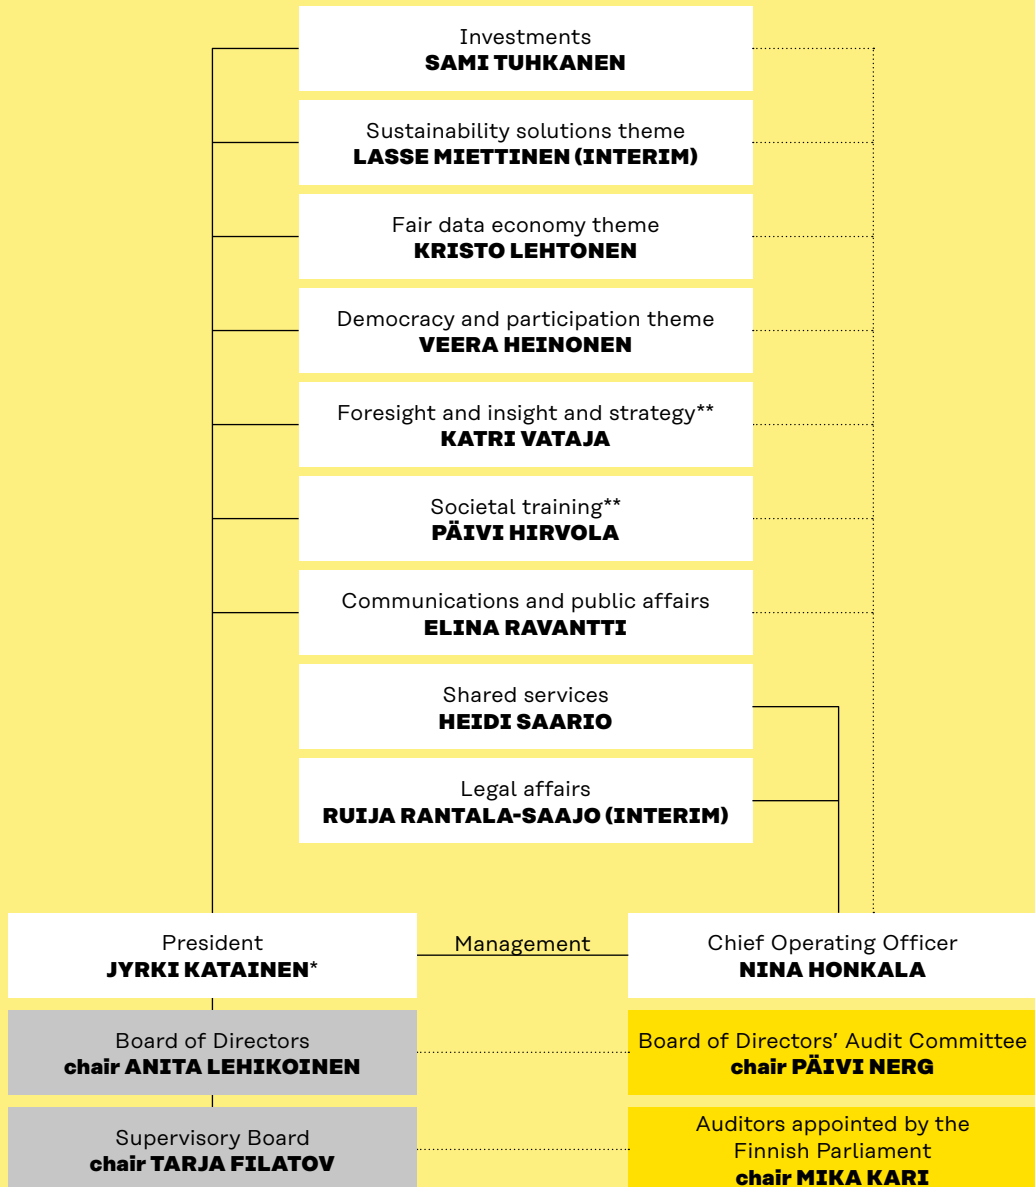 Investments
SAMI TUHKANEN
Sustainability solutions theme
LASSE MIETTINEN (INTERIM)
Fair data economy theme
KRISTO LEHTONEN
Democracy and participation theme
VEERA HEINONEN
Foresight and insight and strategy**
KATRI VATAJA
Societal training**
PÄIVI HIRVOLA
Communications and public affairs
ELINA RAVANTTI
Shared services
HEIDI SAARIO
Legal affairs
RUIJA RANTALA-SAAJO (INTERIM)
President
JYRKI KATAINEN*
Management
Chief Operating Officer
NINA HONKALA
Board of Directors
chair ANITA LEHIKOINEN
Board of Directors’ Audit Committee
chair PÄIVI NERG
Supervisory Board
chair TARJA FILATOV
Auditors appointed by the
Finnish Parliament
chair MIKA KARI